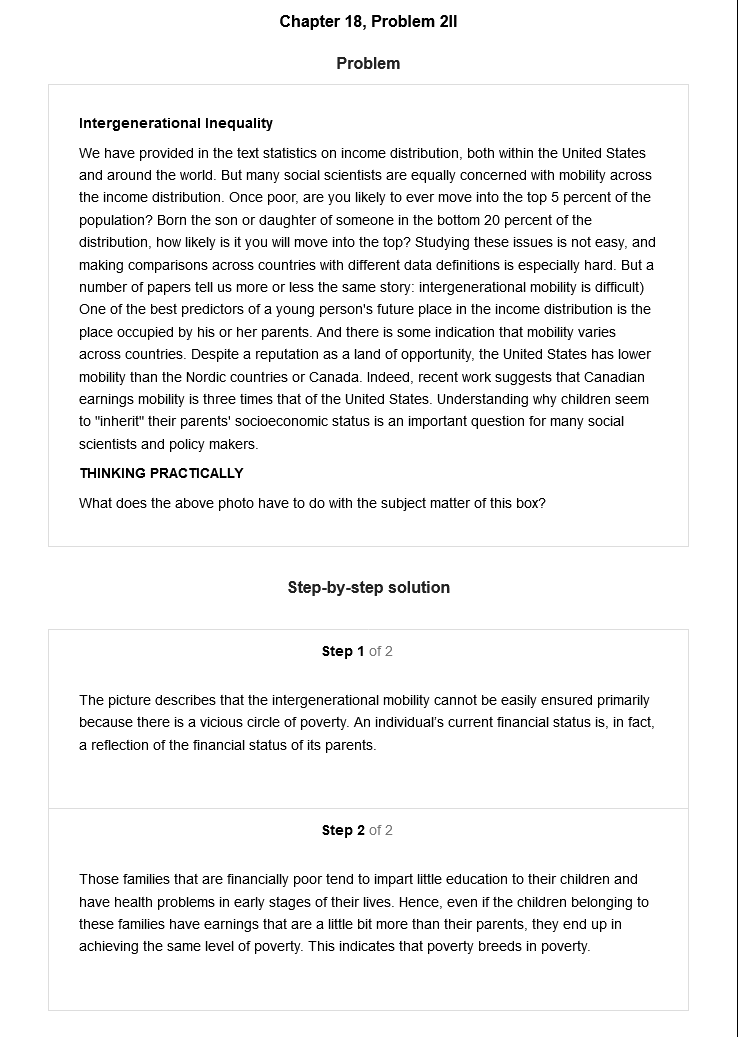 Chapter 18, Problem 2II
Problem
Intergenerational Inequality
We have provided in the text statistics on income distribution, both within the United States
and around the world. But many social scientists are equally concerned with mobility across
the income distribution. Once poor, are you likely to ever move into the top 5 percent of the
population? Born the son or daughter of someone in the bottom 20 percent of the
distribution, how likely is it you will move into the top? Studying these issues is not easy, and
making comparisons across countries with different data definitions is especially hard. But a
number of papers tell us more or less the same story: intergenerational mobility is difficult)
One of the best predictors of a young person's future place in the income distribution is the
place occupied by his or her parents. And there is some indication that mobility varies
across countries. Despite a reputation as a land of opportunity, the United States has lower
mobility than the Nordic countries or Canada. Indeed, recent work suggests that Canadian
earnings mobility is three times that of the United States. Understanding why children seem
to "inherit" their parents' socioeconomic status is an important question for many social
scientists and policy makers.
THINKING PRACTICALLY
What does the above photo have to do with the subject matter of this box?
Step-by-step solution
Step 1 of 2
The picture describes that the intergenerational mobility cannot be easily ensured primarily
because there is a vicious circle of poverty. An individual’s current financial status is, in fact,
a reflection of the financial status of its parents.
Step 2 of 2
Those families that are financially poor tend to impart little education to their children and
have health problems in early stages of their lives. Hence, even if the children belonging to
these families have earnings that are a little bit more than their parents, they end up in
achieving the same level of poverty. This indicates that poverty breeds in poverty.